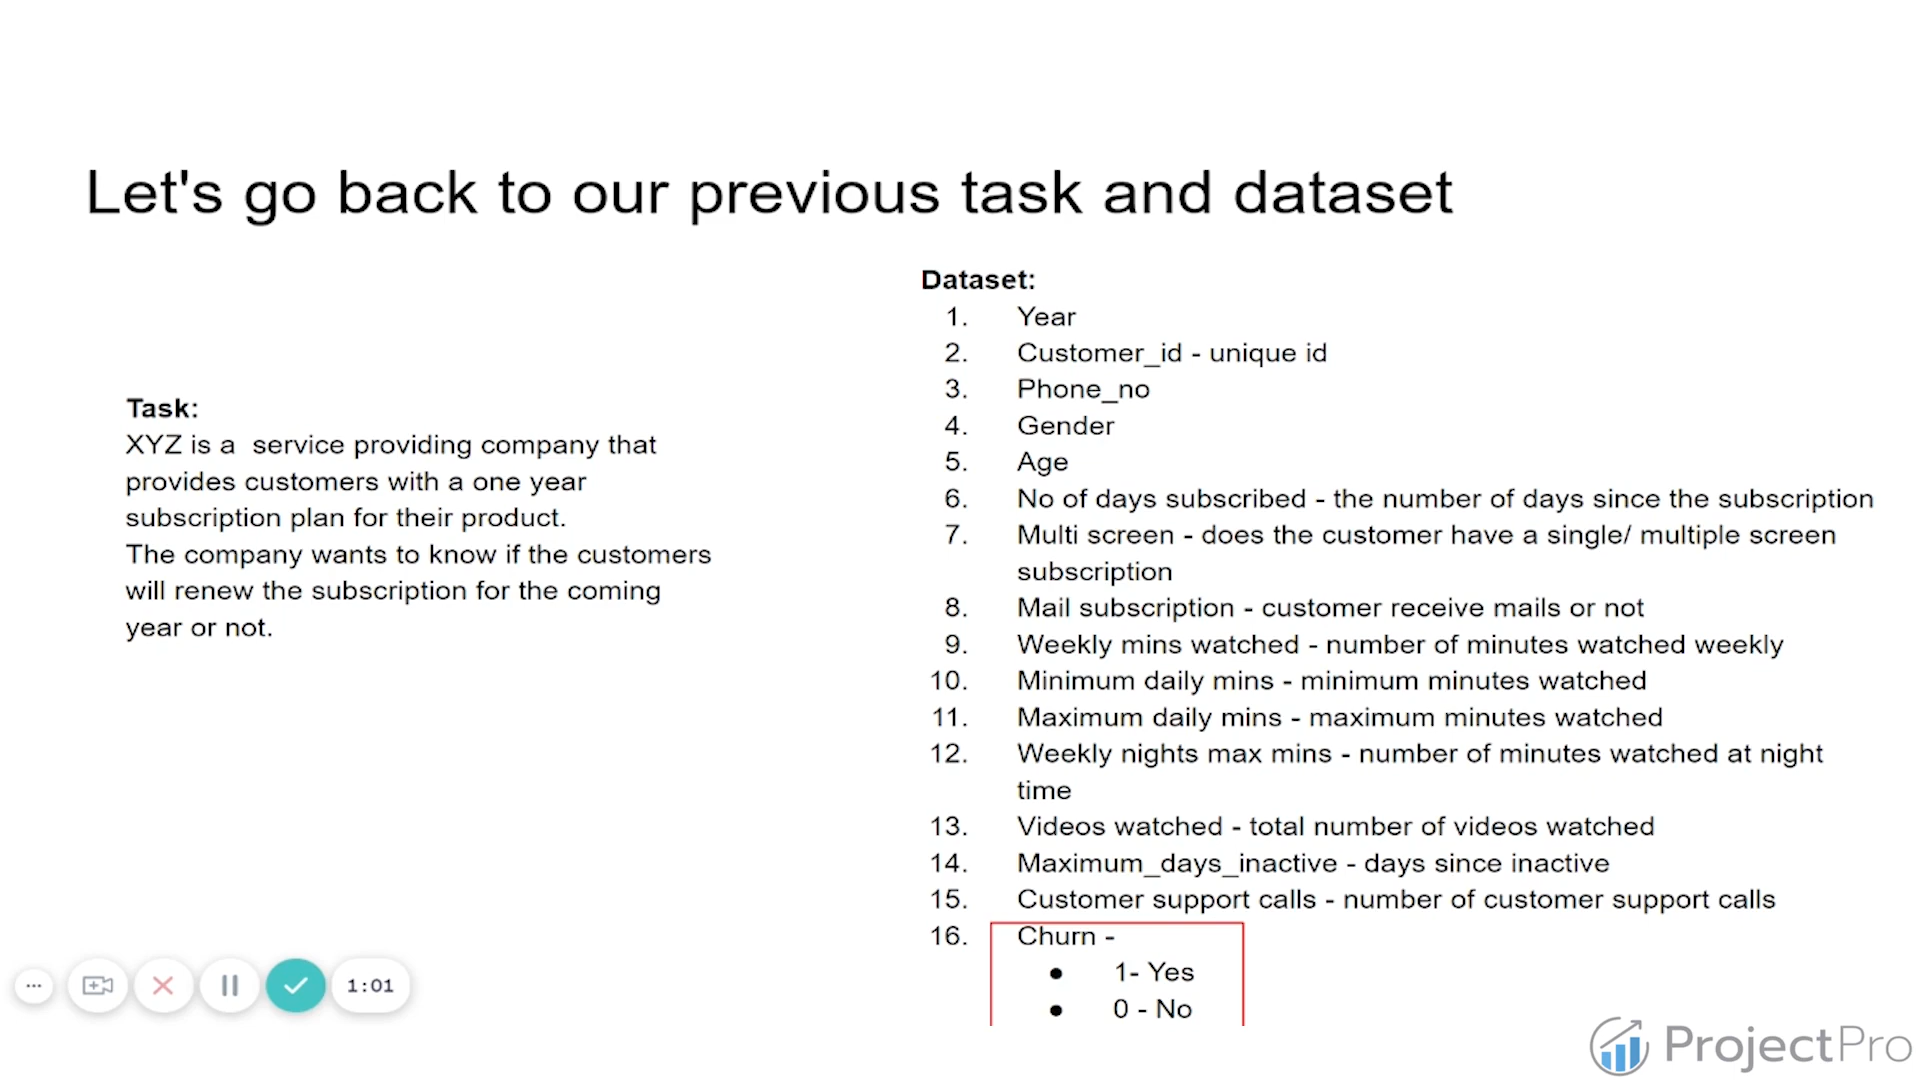 Let's go back to our previous task and dataset
Task:
XYZ is a  service providing company that
provides customers with a one year
subscription plan for their product.
The company wants to know if the customers
will renew the subscription for the coming
year or not.
Dataset:
1. Year
2. Customer_id - unique id
3. Phone_no
4. Gender
5. Age
6. No of days subscribed - the number of days since the subscription
7. Multi screen - does the customer have a single/ multiple screen
subscription
8. Mail subscription - customer receive mails or not
9. Weekly mins watched - number of minutes watched weekly
10. Minimum daily mins - minimum minutes watched
11. Maximum daily mins - maximum minutes watched
12. Weekly nights max mins - number of minutes watched at night
time
13. Videos watched - total number of videos watched
14. Maximum_days_inactive - days since inactive
15. Customer support calls - number of customer support calls
16. Churn -
● 1- Yes
● 0 - No
1:01
ProjectPro